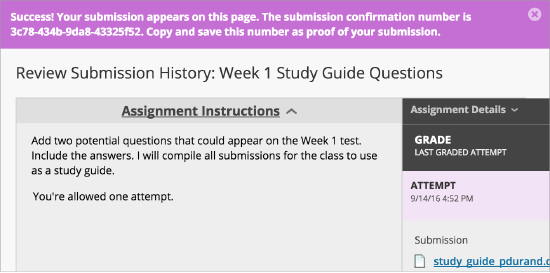 Success! Your submission appears on this page. The submission confirmation number is
3c78-434b-9da8-43325f52. Copy and save this number as proof of your submission.
Review Submission History: Week 1 Study Guide Questions
Assignment Instructions
Assignment Details
Add two potential questions that could appear on the Week 1 test.
Include the answers. I will compile all submissions for the class to use
as a study guide.
You're allowed one attempt.
GRADE
LAST GRADED ATTEMPT
ATTEMPT
9/14/16 4:52 PM
Submission
study_guide_pdurand.d